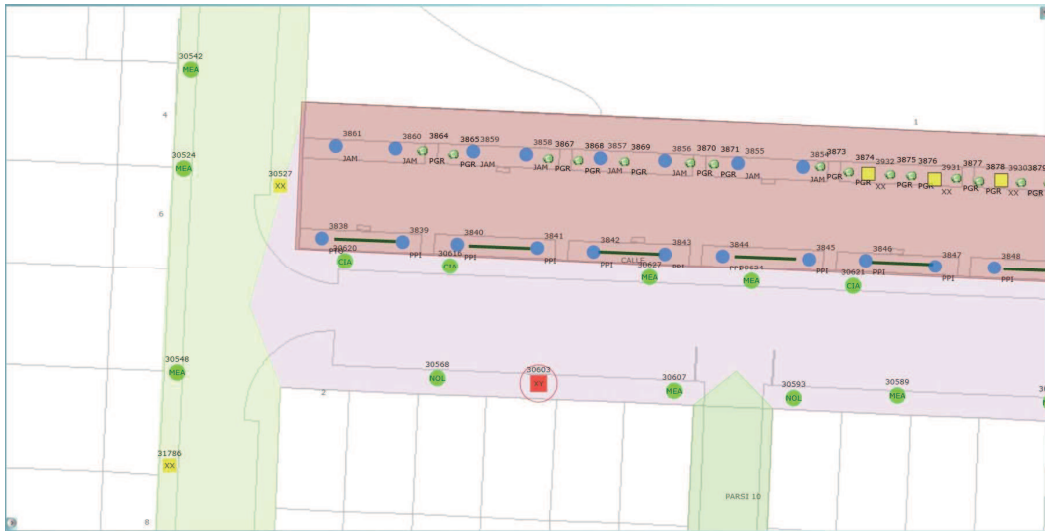 30542
MEA
4
1
30524
MEA
30527
XX
6
3861
JAM
3860
JAM
3864
PGR
3865
3859
JAM
3858
JAM
3867
PGR
3868
PGR
3857
JAM
3869
PGR
3856
JAM
3870
PGR
3871
PGR
3855
JAM
3854
JAM
3873
PGR
3874
PGR
3932
XX
3875
PGR
3876
PGR
3931
XX
3877
PGR
3878
PGR
3930
XX
3879
PGR
3838
3839
PPI
3840
PPI
3841
PPI
3842
PPI
CALLE
3843
PPI
3844
3845
PPI
3846
PPI
3847
PPI
3848
PPI
30620
CIA
30616
CIA
30627
MEA
MEA
30621
CIA
30548
MEA
2
30568
NOL
30603
XY
30607
MEA
30593
NOL
30589
MEA
31786
XX
8
PARSI 10